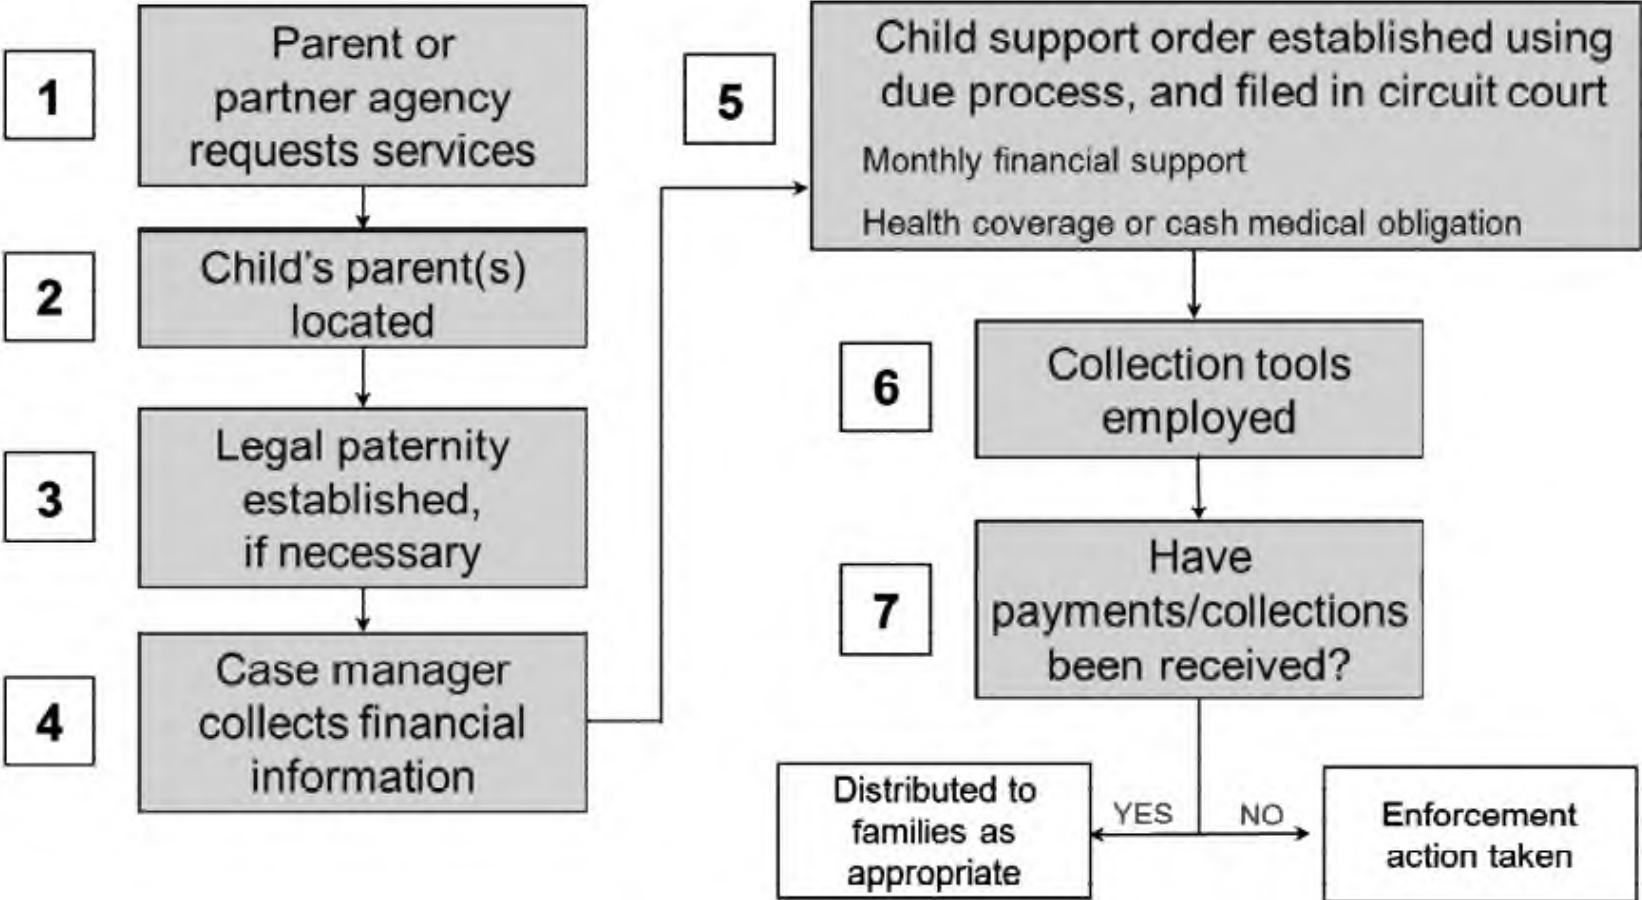 1
Parent or
partner agency
requests services
2
Child's parent(s)
located
3
Legal paternity
established,
if necessary
4
Case manager
collects financial
information
5
Child support order established using
due process, and filed in circuit court
Monthly financial support
Health coverage or cash medical obligation
6
Collection tools
employed
7
Have
payments/collections
been received?
YES
NO
Distributed to
families as
appropriate
Enforcement
action taken